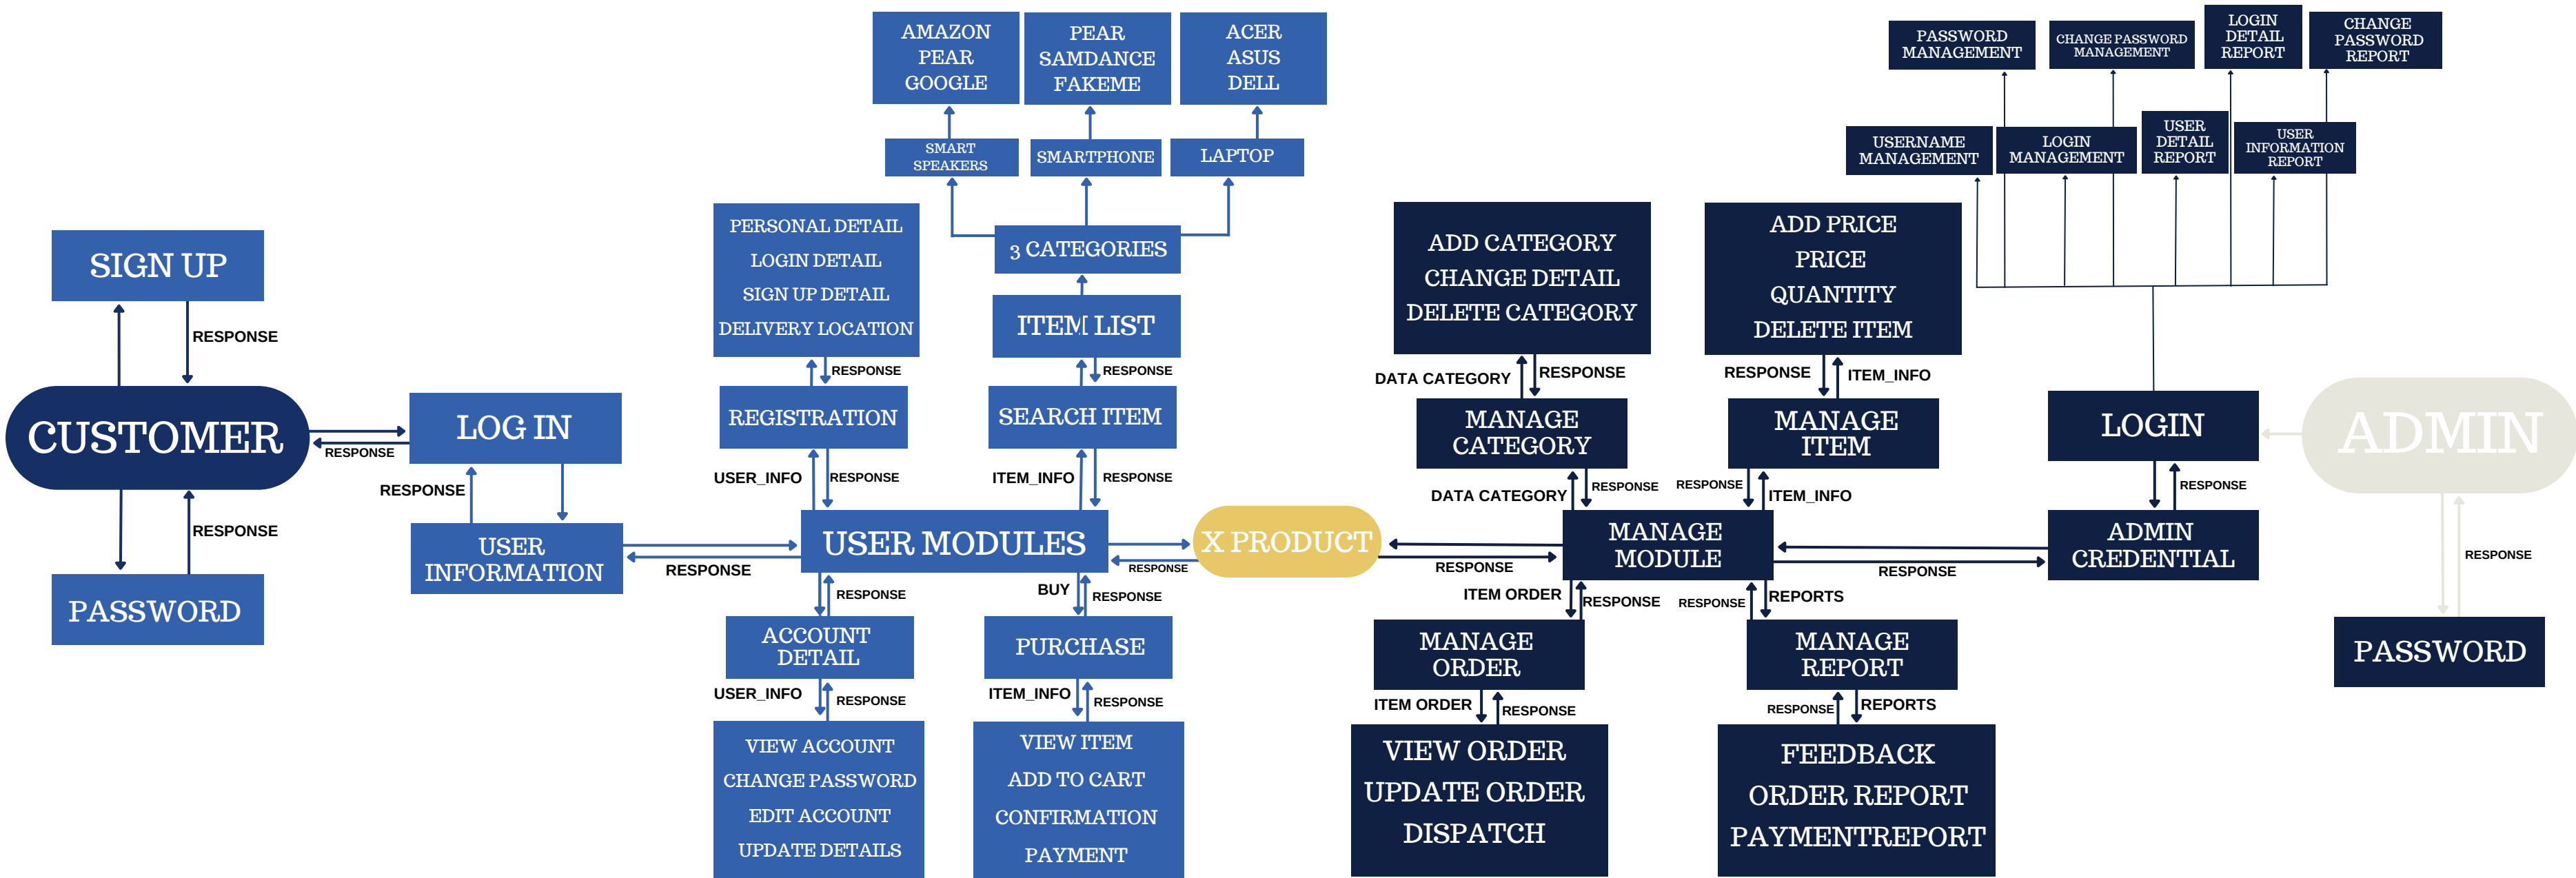 AMAZON
PEAR
GOOGLE
PEAR
SAMDANCE
FAKEME
ACER
ASUS
DELL
SMART
SPEAKERS
SMARTPHONE
LAPTOP
3 CATEGORIES
ITEM LIST
RESPONSE
SEARCH ITEM
ITEM_INFO
RESPONSE
PERSONAL DETAIL
LOGIN DETAIL
SIGN UP DETAIL
DELIVERY LOCATION
RESPONSE
REGISTRATION
USER_INFO
RESPONSE
SIGN UP
RESPONSE
CUSTOMER
RESPONSE
PASSWORD
LOG IN
RESPONSE
RESPONSE
USER
INFORMATION
RESPONSE
USER MODULES
RESPONSE
ACCOUNT
DETAIL
USER_INFO
RESPONSE
VIEW ACCOUNT
CHANGE PASSWORD
EDIT ACCOUNT
UPDATE DETAILS
BUY
RESPONSE
PURCHASE
ITEM_INFO
RESPONSE
VIEW ITEM
ADD TO CART
CONFIRMATION
PAYMENT
RESPONSE
X PRODUCT
RESPONSE
ADD CATEGORY
CHANGE DETAIL
DELETE CATEGORY
DATA CATEGORY
RESPONSE
MANAGE
CATEGORY
DATA CATEGORY
RESPONSE
ADD PRICE
PRICE
QUANTITY
DELETE ITEM
RESPONSE
ITEM_INFO
MANAGE
ITEM
RESPONSE
ITEM_INFO
MANAGE
MODULE
ITEM ORDER
RESPONSE
MANAGE
ORDER
ITEM ORDER
RESPONSE
VIEW ORDER
UPDATE ORDER
DISPATCH
RESPONSE
REPORTS
MANAGE
REPORT
RESPONSE
REPORTS
FEEDBACK
ORDER REPORT
PAYMENTREPORT
RESPONSE
PASSWORD
MANAGEMENT
CHANGE PASSWORD
MANAGEMENT
LOGIN
DETAIL
REPORT
CHANGE
PASSWORD
REPORT
USERNAME
MANAGEMENT
LOGIN
MANAGEMENT
USER
DETAIL
REPORT
USER
INFORMATION
REPORT
LOGIN
RESPONSE
ADMIN
CREDENTIAL
ADMIN
RESPONSE
PASSWORD